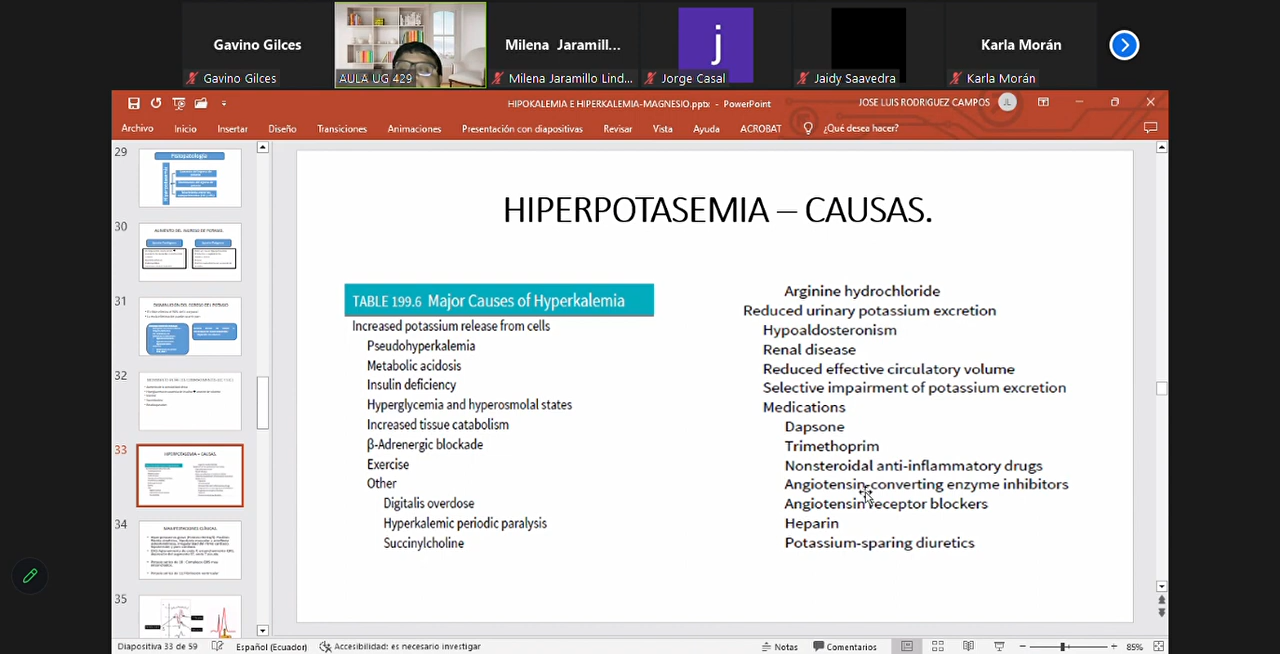 Gavino Gilces
Milena Jaramill...
j
Karla Morán
Gavino Gilces
AULA UG 429
Milena Jaramillo Lind...
Jorge Casal
Jaidy Saavedra
Karla Morán
HIPOKALEMIA E HIPERKALEMIA-MAGNESIO.pptx - PowerPoint
JOSE LUIS RODRIGUEZ CAMPOS
JL
Archivo Inicio Insertar Diseño Transiciones Animaciones Presentación con diapositivas Revisar Vista Ayuda ACROBAT ¿Qué desea hacer?
29
Fisiopatología
30
31
32
33
HIPERPOTASEMIA – CAUSAS.
34
MANIFESTACIONES CLÍNICAS.
35
HIPERPOTASEMIA – CAUSAS.
TABLE 199.6 Major Causes of Hyperkalemia
Increased potassium release from cells
Pseudohyperkalemia
Metabolic acidosis
Insulin deficiency
Hyperglycemia and hyperosmolal states
Increased tissue catabolism
β-Adrenergic blockade
Exercise
Other
Digitalis overdose
Hyperkalemic periodic paralysis
Succinylcholine
Arginine hydrochloride
Reduced urinary potassium excretion
Hypoaldosteronism
Renal disease
Reduced effective circulatory volume
Selective impairment of potassium excretion
Medications
Dapsone
Trimethoprim
Nonsteroidal anti-inflammatory drugs
Angiotensin-converting enzyme inhibitors
Angiotensin receptor blockers
Heparin
Potassium-sparing diuretics
Diapositiva 33 de 59 Español (Ecuador) Accesibilidad: es necesario investigar Notas Comentarios 85%